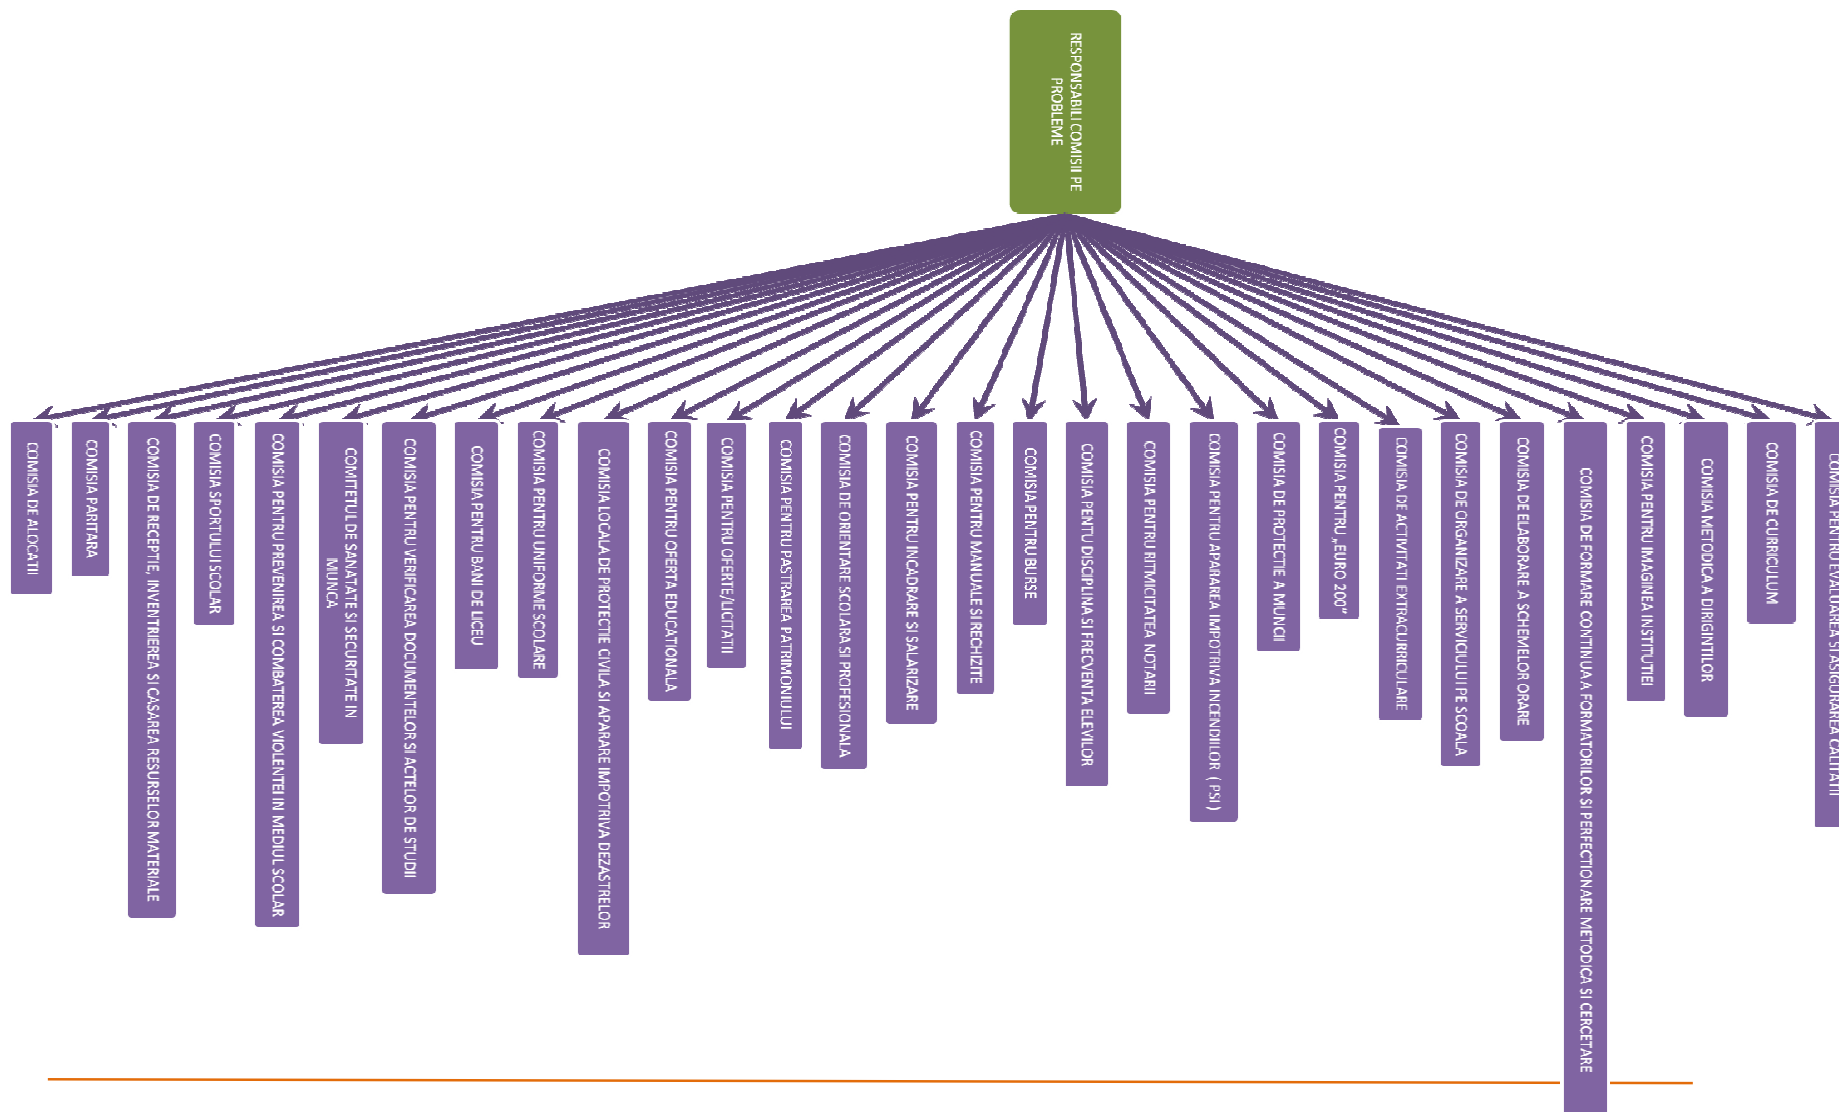 RESPONSABILI COMISII PE
PROBLEME
COMISIA DE ALOCATII
COMISIA PARITARA
COMISIA DE RECEPTIE, INVENTRIEREA SI CASAREA RESURSELOR MATERIALE
COMISIA SPORTULUI SCOLAR
COMISIA PENTRU PREVENIREA SI COMBATEREA VIOLENTEI IN MEDIUL SCOLAR
COMITETUL DE SANATATE SI SECURITATE IN
MUNCA
COMISIA PENTRU VERIFICAREA DOCUMENTELOR SI ACTELOR DE STUDII
COMISIA PENTRU BANI DE LICEU
COMISIA PENTRU UNIFORME SCOLARE
COMISIA LOCALA DE PROTECTIE CIVILA SI APARARE IMPOTRIVA DEZASTRELOR
COMISIA PENTRU OFERTA EDUCATIONALA
COMISIA PENTRU OFERTE/LICITATII
COMISIA PENTRU PASTRAREA PATRIMONIULUI
COMISIA DE ORIENTARE SCOLARA SI PROFESIONALA
COMISIA PENTRU INCADRARE SI SALARIZARE
COMISIA PENTRU MANUALE SI RECHIZITE
COMISIA PENTRU BURSE
COMISIA PENTU DISCIPLINA SI FRECVENTA ELEVILOR
COMISIA PENTRU RITMICITATEA NOTARII
COMISIA PENTRU APARAREA IMPOTRIVA INCENDIILOR ( PSI )
COMISIA DE PROTECTIE A MUNCII
COMISIA PENTRU „EURO 200”
COMISIA DE ACTIVITATI EXTRACURRICULARE
COMISIA DE ORGANIZARE A SERVICIULUI PE SCOALA
COMISIA DE ELABORARE A SCHEMELOR ORARE
COMISIA DE FORMARE CONTINUA A FORMATORILOR SI PERFECTIONARE METODICA SI CERCETARE
COMISIA PENTRU IMAGINEA INSTITUTIEI
COMISIA METODICA A DIRIGINTILOR
COMISIA DE CURRICULUM
COMISIA PENTRU EVALUAREA SI ASIGURAREA CALITATII